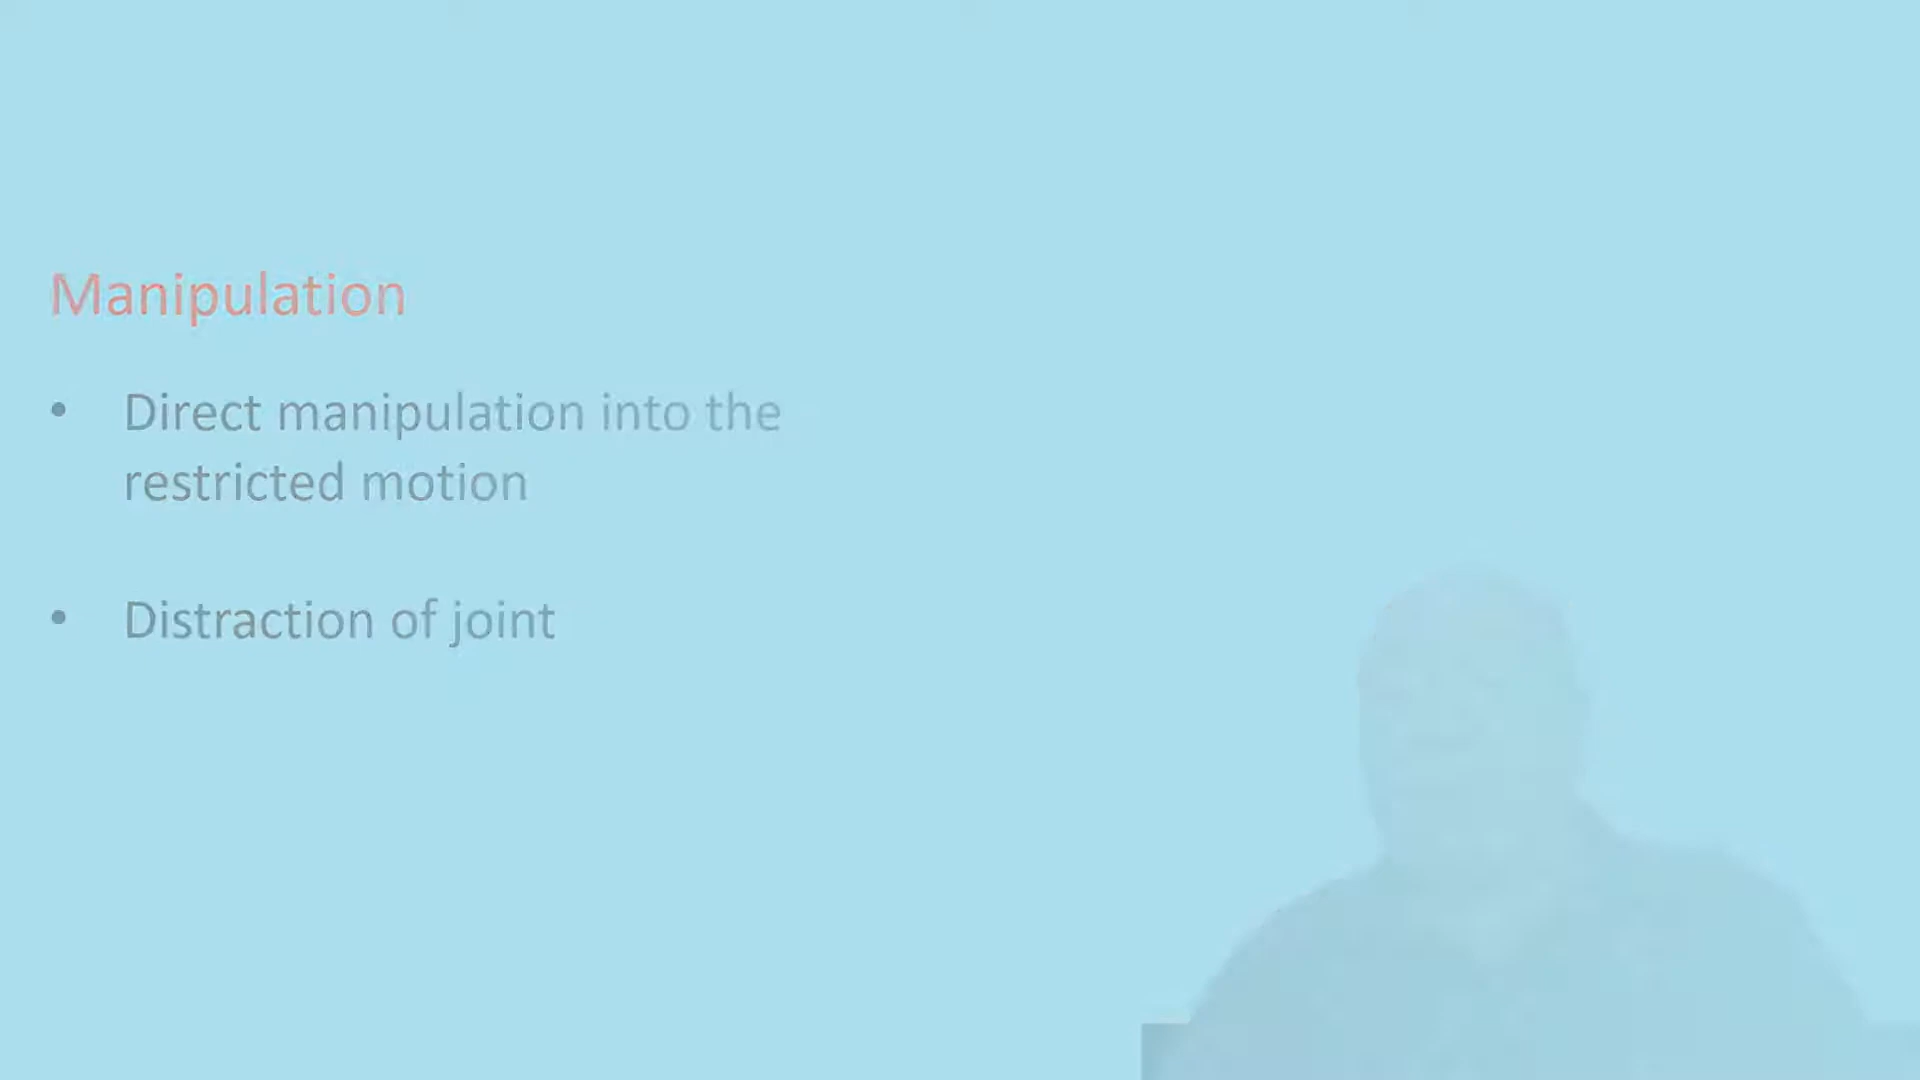 Manipulation
• Direct manipulation into the
restricted motion
• Distraction of joint